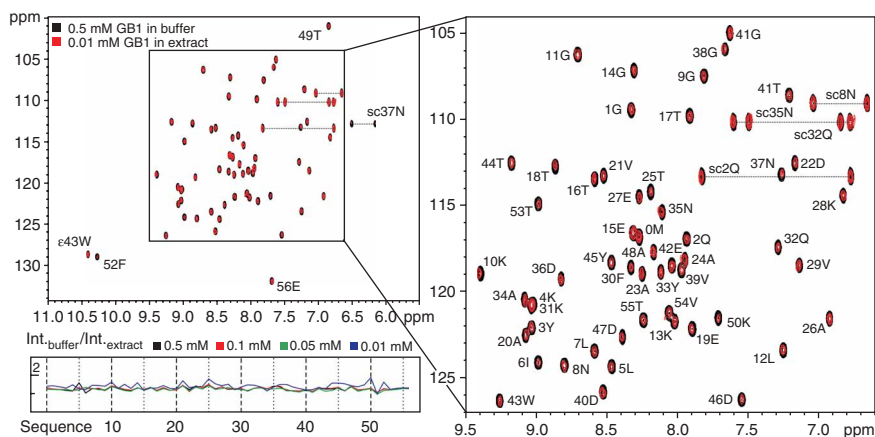 ppm
0.5 mM GB1 in buffer
0.01 mM GB1 in extract
49T
sc37N
ε43W
52F
56E
105
110
115
120
125
130
11.0 10.5 10.0 9.5 9.0 8.5 8.0 7.5 7.0 6.5 6.0 ppm
Int.buffer/Int.extract
0.5 mM 0.1 mM 0.05 mM 0.01 mM
2
Sequence 10 20 30 40 50
ppm
41G
11G
38G
14G
9G
41T
sc8N
1G
17T
sc35N
sc32Q
44T
18T
21V
37N
22D
16T
25T
sc2Q
53T
27E
35N
28K
15E
0M
48A
42E
2Q
32Q
24A
45Y
10K
36D
30F
39V
29V
23A
33Y
34A
4K
31K
54V
55T
3Y
13K
50K
26A
20A
47D
19E
7L
12L
6I
8N
5L
43W
40D
46D
105
110
115
120
125
9.5 9.0 8.5 8.0 7.5 7.0 ppm